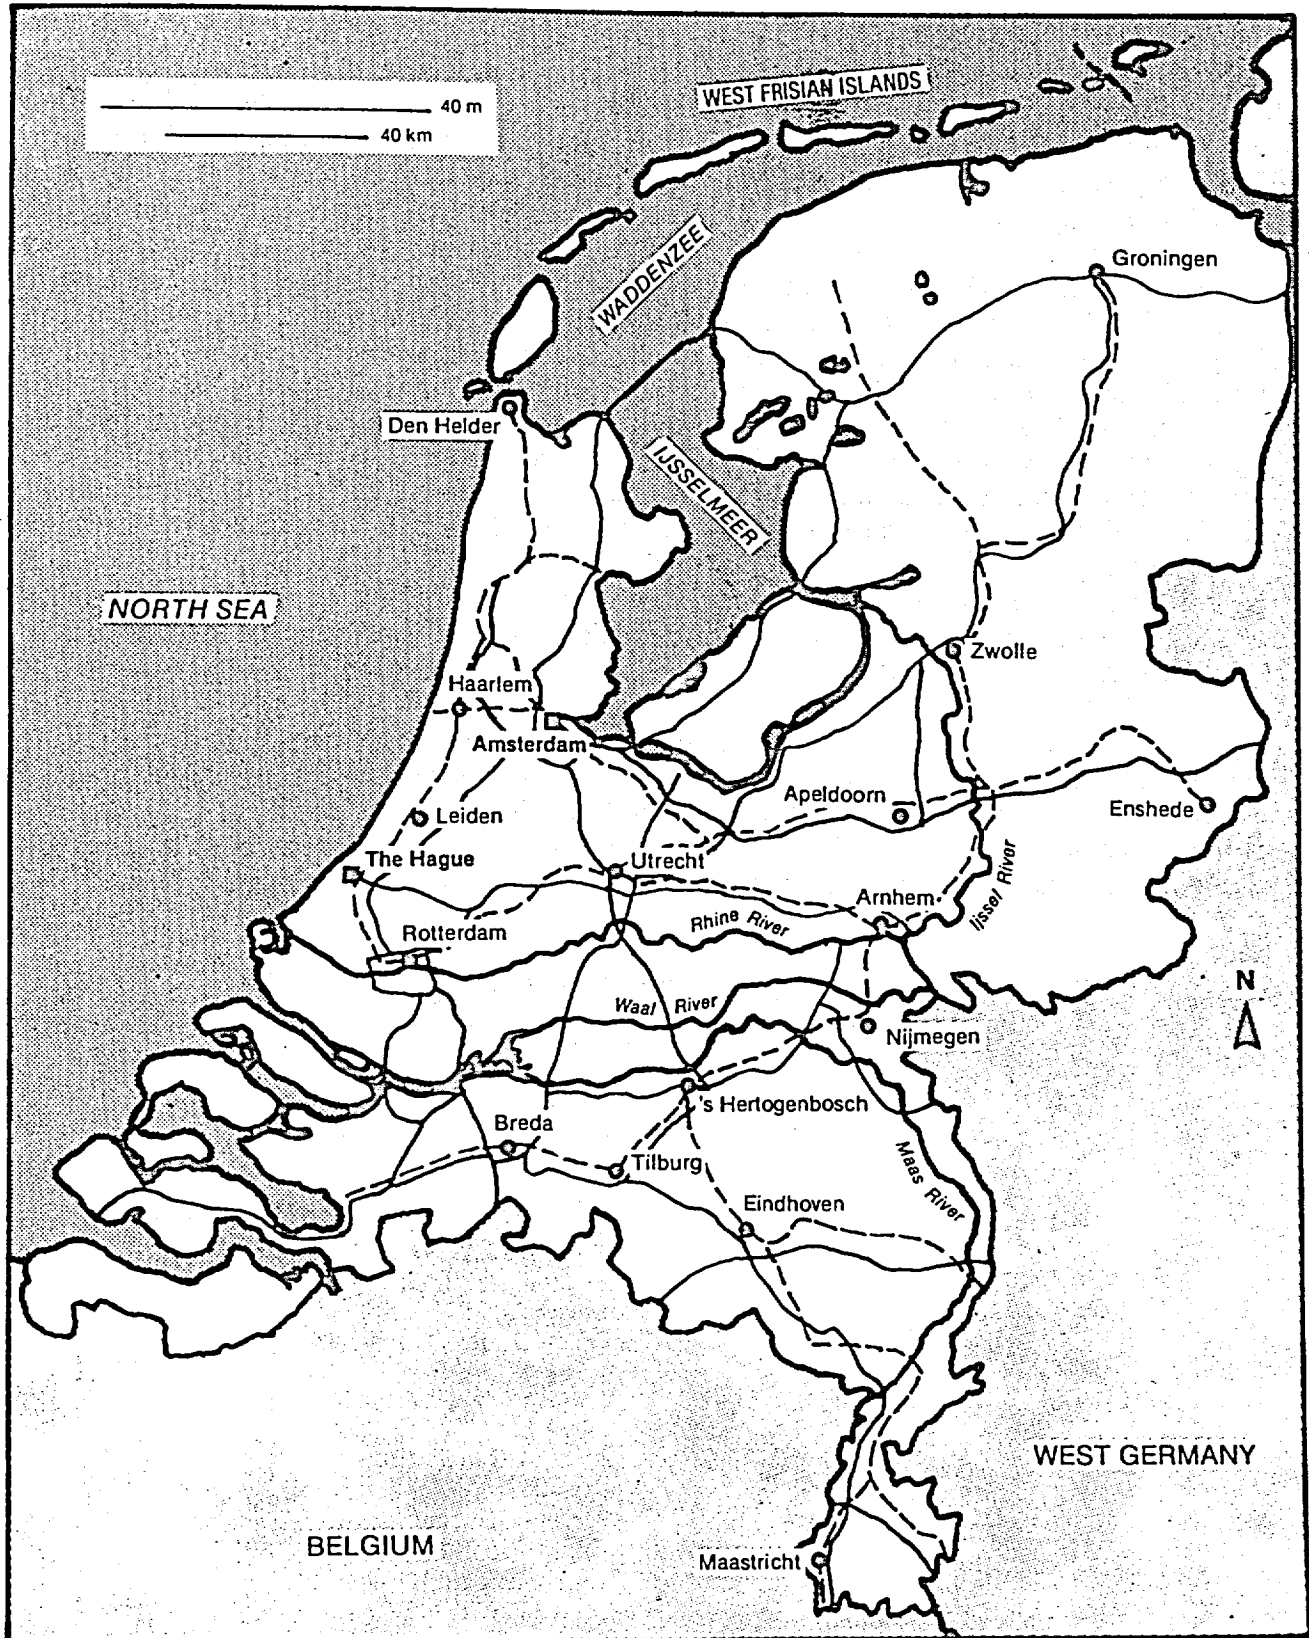 40 m
40 km
WEST FRISIAN ISLANDS
WADDENZEE
Groningen
Den Helder
IJSSELMEER
NORTH SEA
Zwolle
Haarlem
Amsterdam
Apeldoorn
Enshede
Leiden
The Hague
Utrecht
Arnhem
Ijssel River
Rotterdam
Rhine River
N
Waal River
Nijmegen
's Hertogenbosch
Breda
Tilburg
Maas River
Eindhoven
WEST GERMANY
BELGIUM
Maastricht